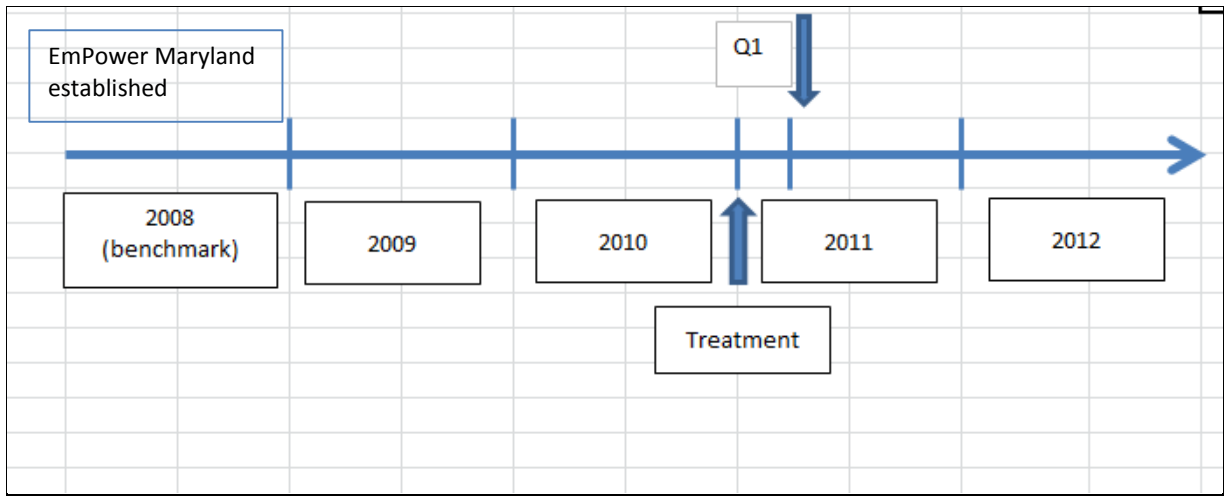 EmPower Maryland
established
Q1
2008
(benchmark)
2009
2010
2011
2012
Treatment